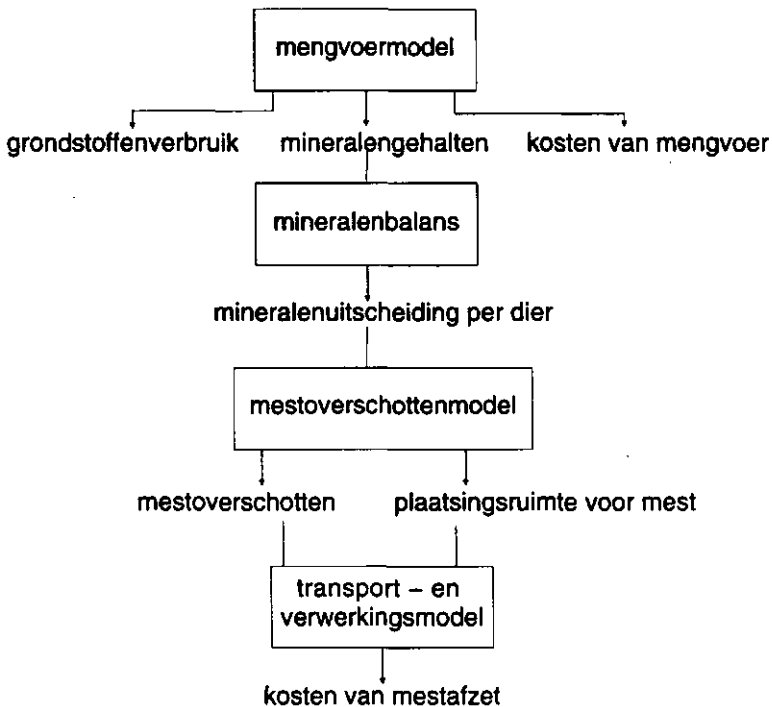 mengvoermodel
grondstoffenverbruik mineralengehalten kosten van mengvoer
mineralenbalans
mineralenuitscheiding per dier
mestoverschottenmodel
mestoverschotten plaatsingsruimte voor mest
transport – en
verwerkingsmodel
kosten van mestafzet